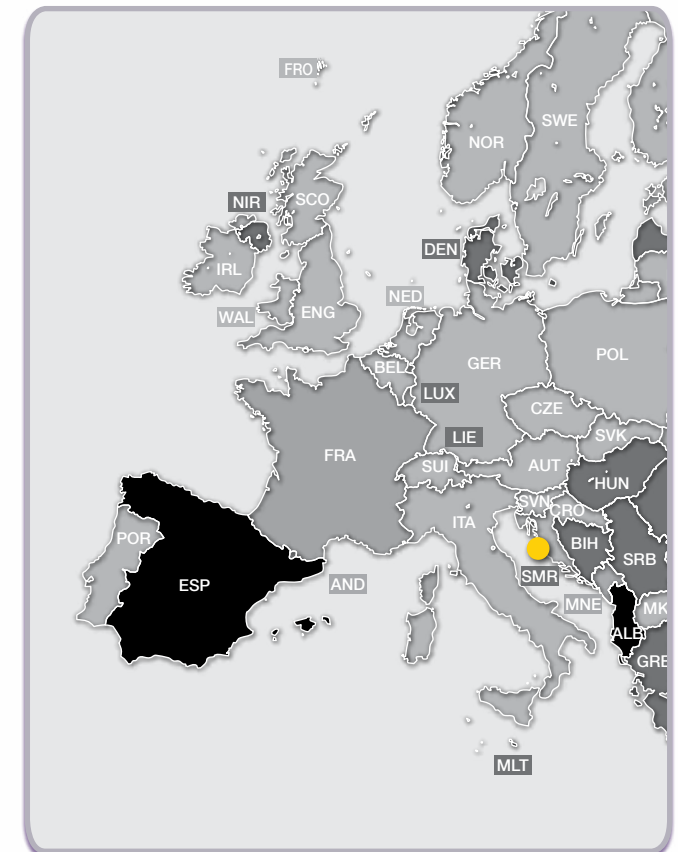 FRO
SWE
NOR
SCO
NIR
DEN
IRL
NED
WAL
ENG
POL
GER
BEL
LUX
CZE
LIE
SVK
FRA
SUI
AUT
HUN
SVN
CRO
ITA
POR
BIH
SRB
SMR
AND
ESP
MNE
MK
ALB
GRE
MLT